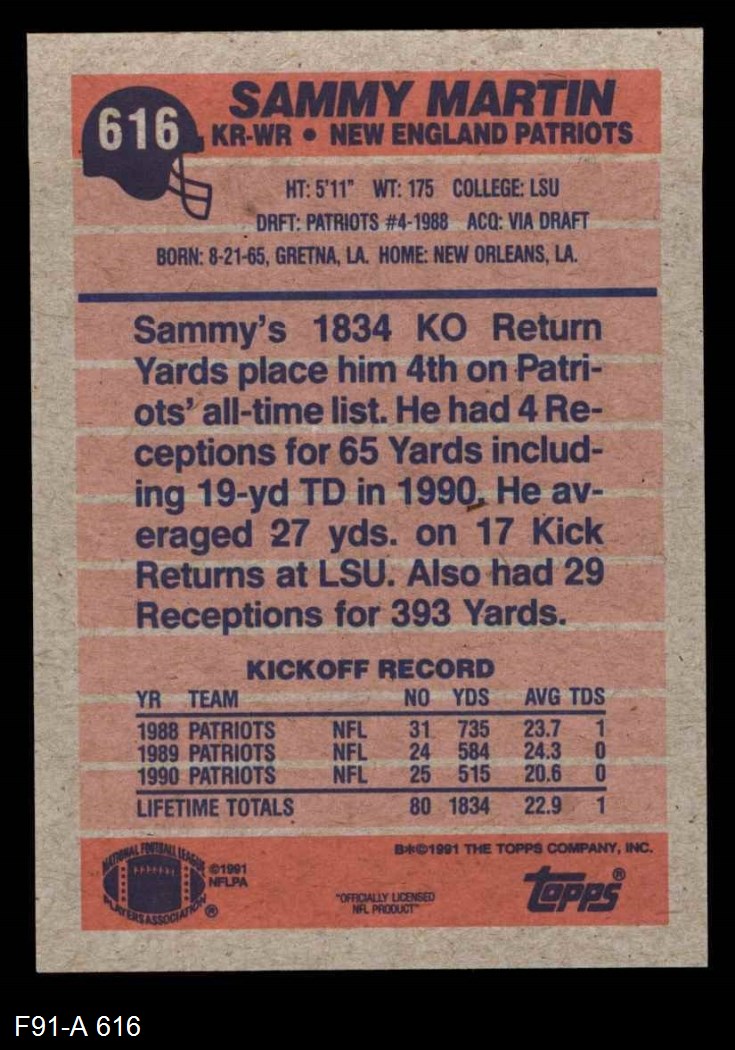 616
SAMMY MARTIN
KR-WR • NEW ENGLAND PATRIOTS
HT: 5'11" WT: 175 COLLEGE: LSU
DRFT: PATRIOTS #4-1988 ACQ: VIA DRAFT
BORN: 8-21-65, GRETNA, LA. HOME: NEW ORLEANS, LA.
Sammy's 1834 KO Return
Yards place him 4th on Patri-
ots' all-time list. He had 4 Re-
ceptions for 65 Yards includ-
ing 19-yd TD in 1990. He av-
eraged 27 yds. on 17 Kick
Returns at LSU. Also had 29
Receptions for 393 Yards.
KICKOFF RECORD
YR TEAM NO YDS AVG TDS
1988 PATRIOTS NFL 31 735 23.7 1
1989 PATRIOTS NFL 24 584 24.3 0
1990 PATRIOTS NFL 25 515 20.6 0
LIFETIME TOTALS 80 1834 22.9 1
B*©1991 THE TOPPS COMPANY, INC.
NATIONAL FOOTBALL LEAGUE
PLAYERS ASSOCIATION ®
©1991
NFLPA
"OFFICIALLY LICENSED
NFL PRODUCT"
topps®
F91-A 616